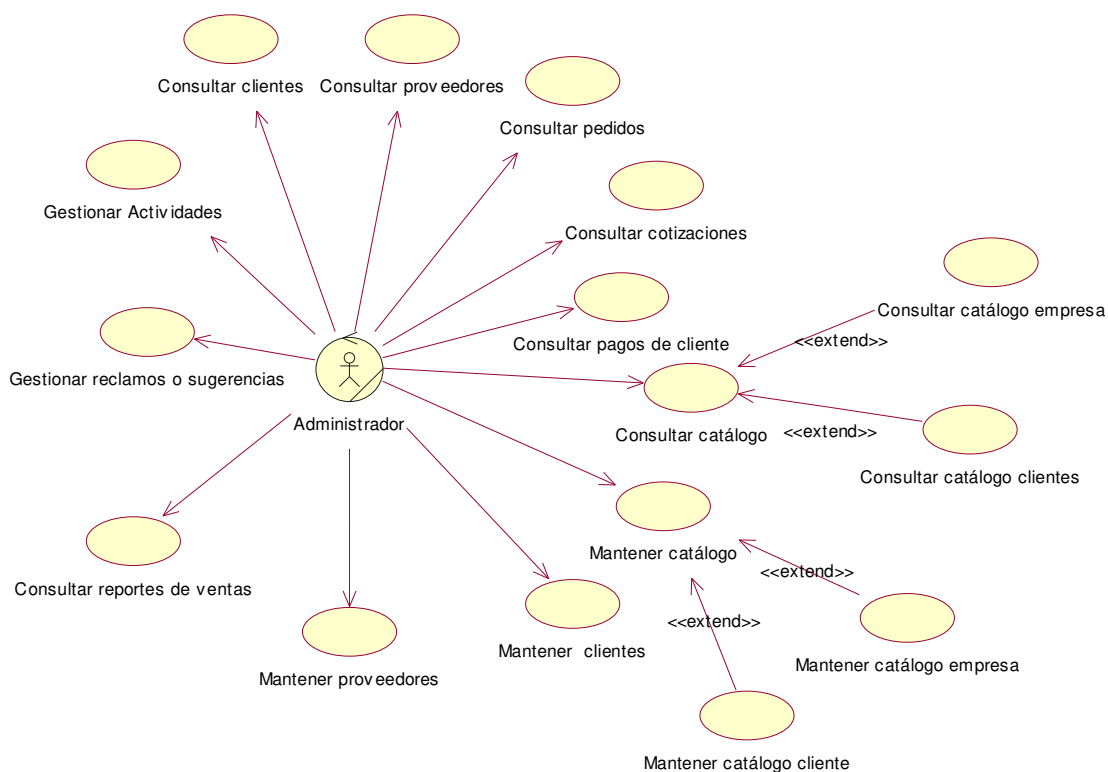 Consultar clientes
Consultar proveedores
Consultar pedidos
Gestionar Actividades
Consultar cotizaciones
Consultar catálogo empresa
<<extend>>
Consultar pagos de cliente
Gestionar reclamos o sugerencias
Administrador
Consultar catálogo
<<extend>>
Consultar catálogo clientes
Mantener catálogo
<<extend>>
Consultar reportes de ventas
<<extend>>
Mantener clientes
Mantener catálogo empresa
Mantener proveedores
Mantener catálogo cliente